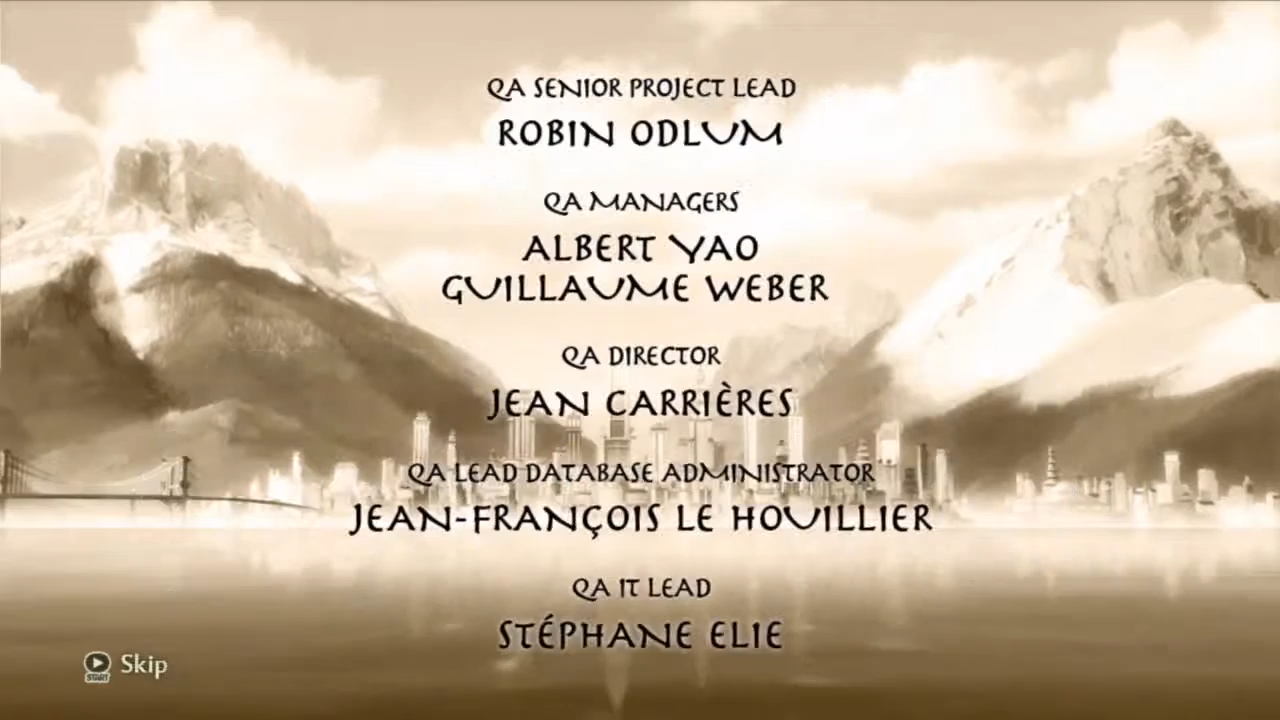 QA SENIOR PROJECT LEAD
ROBIN ODLUM
QA MANAGERS
ALBERT YAO
GUILLAUME WEBER
QA DIRECTOR
JEAN CARRIÈRES
QA LEAD DATABASE ADMINISTRATOR
JEAN-FRANÇOIS LE HOUILLIER
QA IT LEAD
STÉPHANE ELIE
START Skip